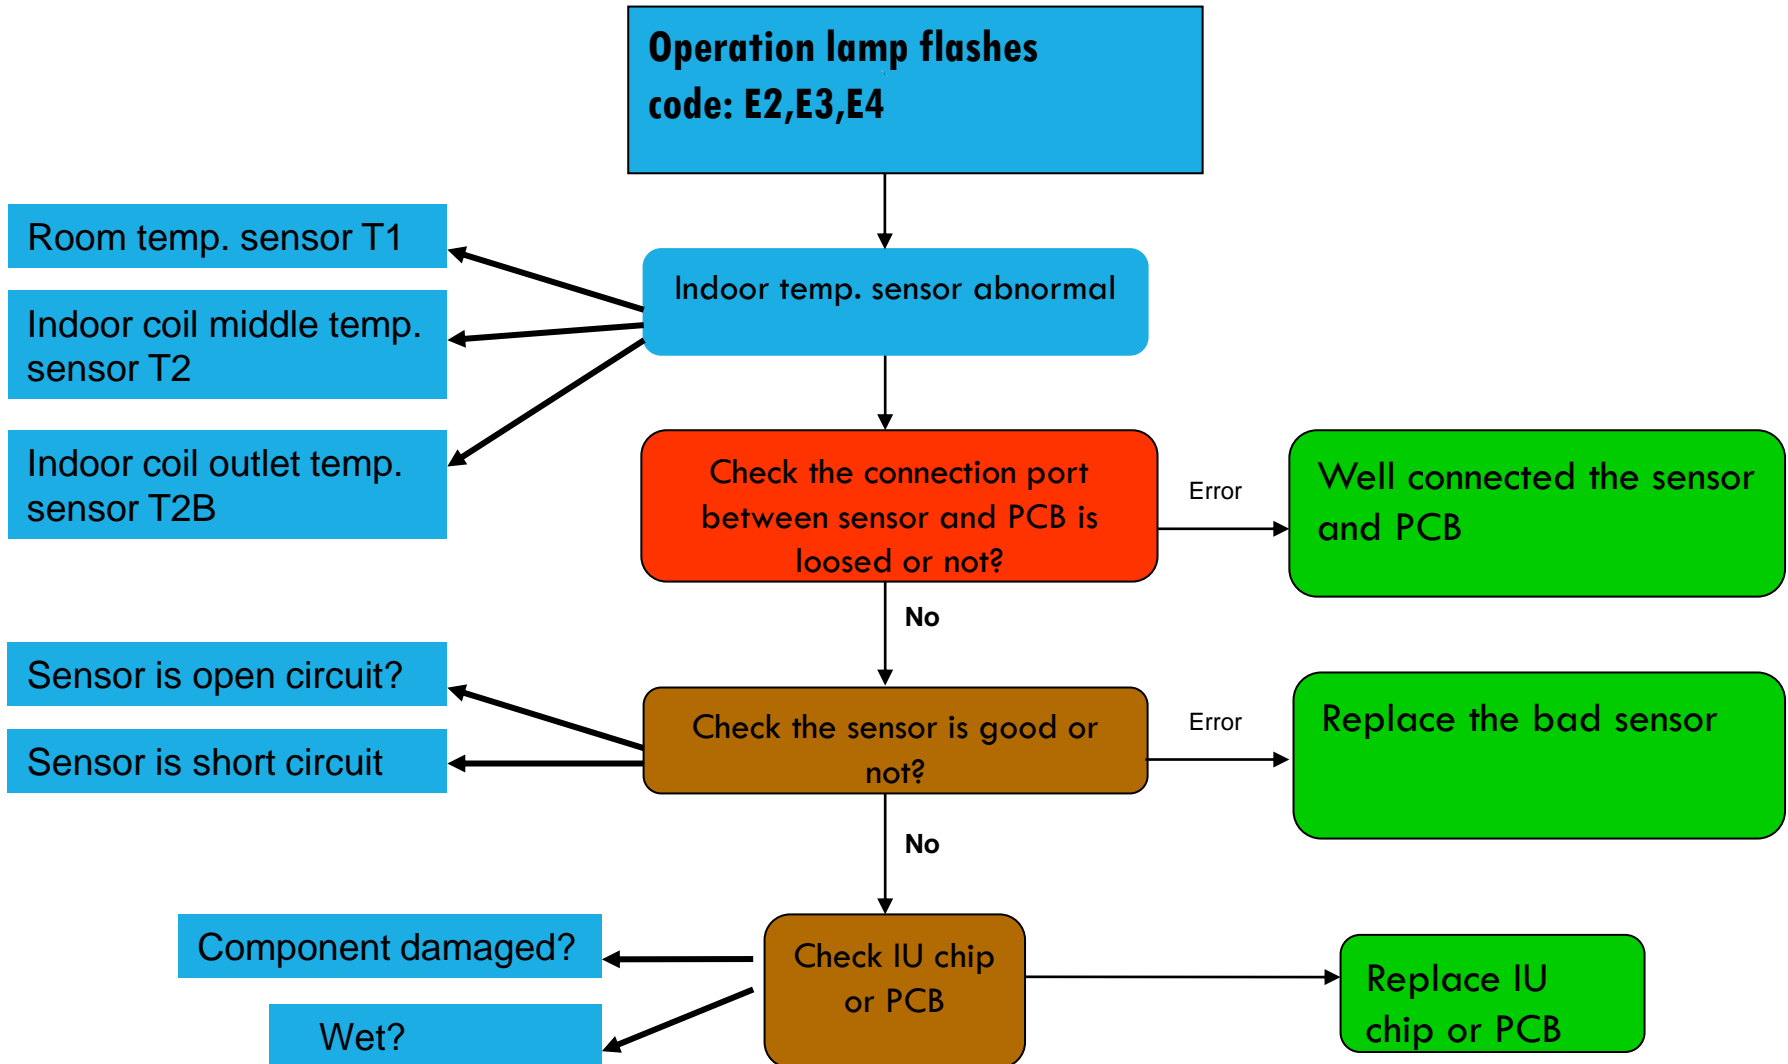 Operation lamp flashes
code: E2,E3,E4
Room temp. sensor T1
Indoor temp. sensor abnormal
Indoor coil middle temp.
sensor T2
Indoor coil outlet temp.
sensor T2B
Check the connection port
between sensor and PCB is
loosed or not?
Error
Well connected the sensor
and PCB
No
Sensor is open circuit?
Sensor is short circuit
Check the sensor is good or
not?
Error
Replace the bad sensor
No
Component damaged?
Wet?
Check IU chip
or PCB
Replace IU
chip or PCB